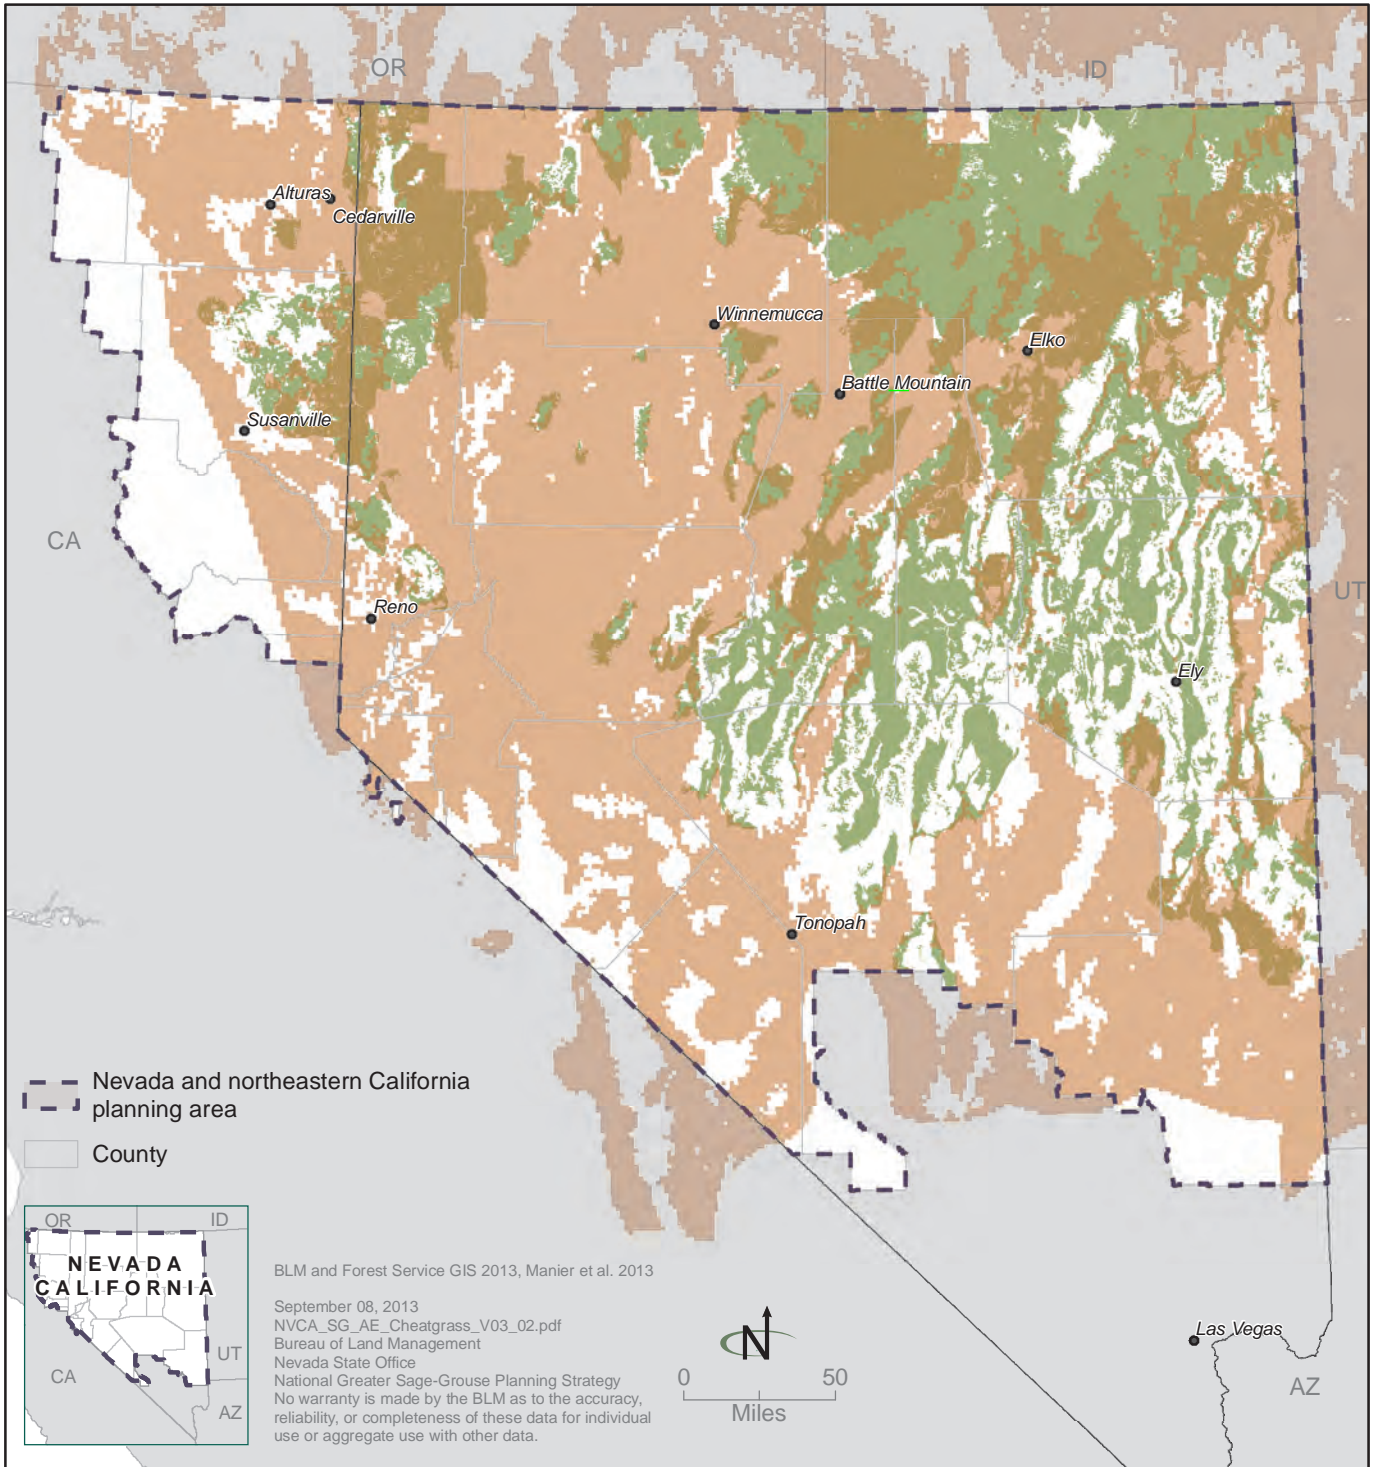 OR
ID
Alturas
Cedarville
Winnemucca
Elko
Battle Mountain
Susanville
CA
UT
Reno
Ely
Tonopah
Nevada and northeastern California
planning area
County
OR
ID
NEVADA
CALIFORNIA
UT
CA
AZ
BLM and Forest Service GIS 2013, Manier et al. 2013
September 08, 2013
NVCA_SG_AE_Cheatgrass_V03_02.pdf
Bureau of Land Management
Nevada State Office
National Greater Sage-Grouse Planning Strategy
No warranty is made by the BLM as to the accuracy,
reliability, or completeness of these data for individual
use or aggregate use with other data.
N
0 50
Miles
Las Vegas
AZ